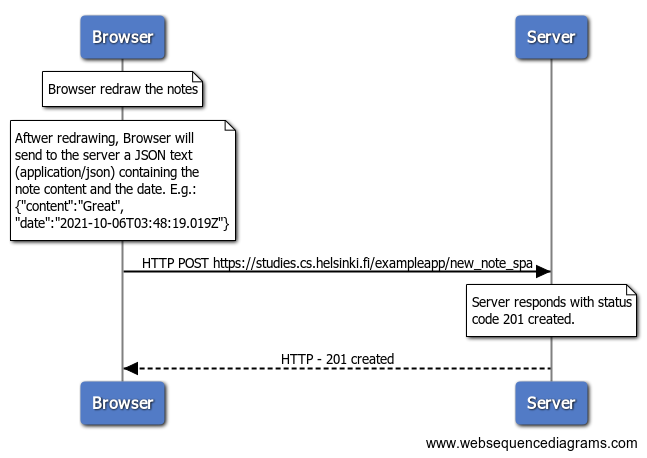 Browser
Server
Browser redraw the notes
Aftwer redrawing, Browser will
send to the server a JSON text
(application/json) containing the
note content and the date. E.g.:
{"content":"Great",
"date":"2021-10-06T03:48:19.019Z"}
HTTP POST https://studies.cs.helsinki.fi/exampleapp/new_note_spa
Server responds with status
code 201 created.
HTTP - 201 created
Browser
Server
www.websequencediagrams.com